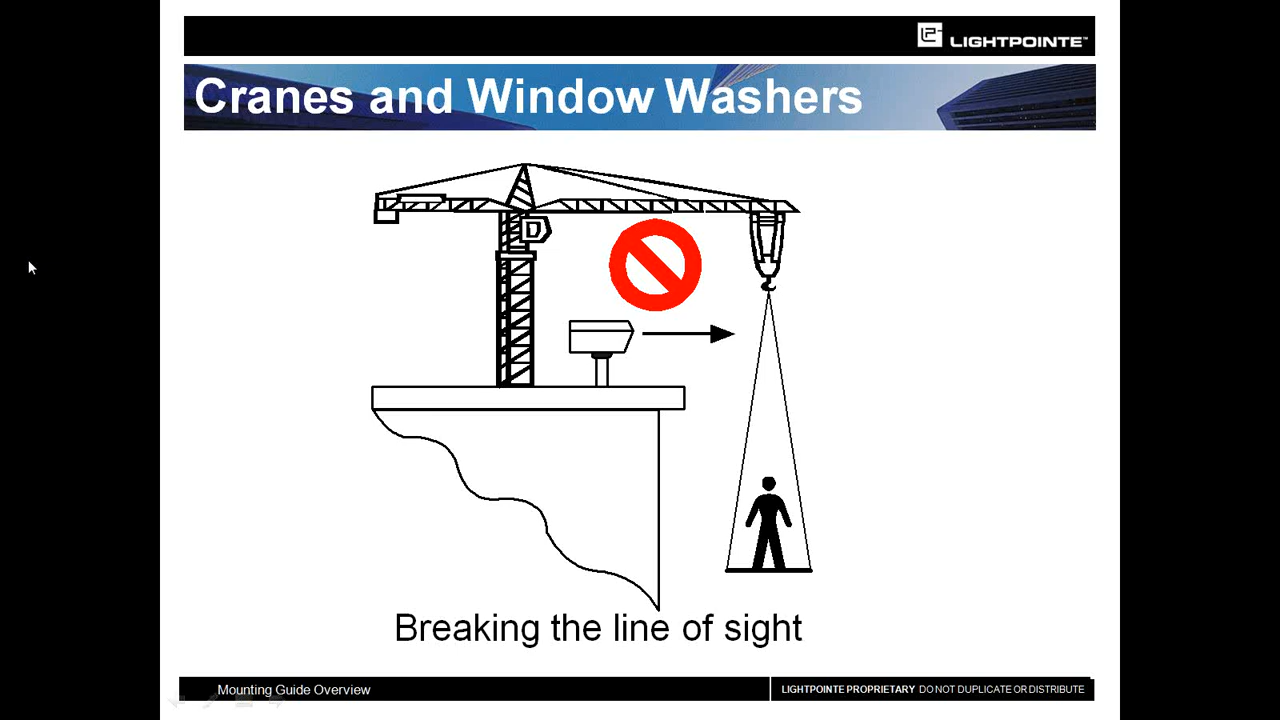 LIGHTPOINTE™
Cranes and Window Washers
Breaking the line of sight
Mounting Guide Overview
LIGHTPOINTE PROPRIETARY DO NOT DUPLICATE OR DISTRIBUTE